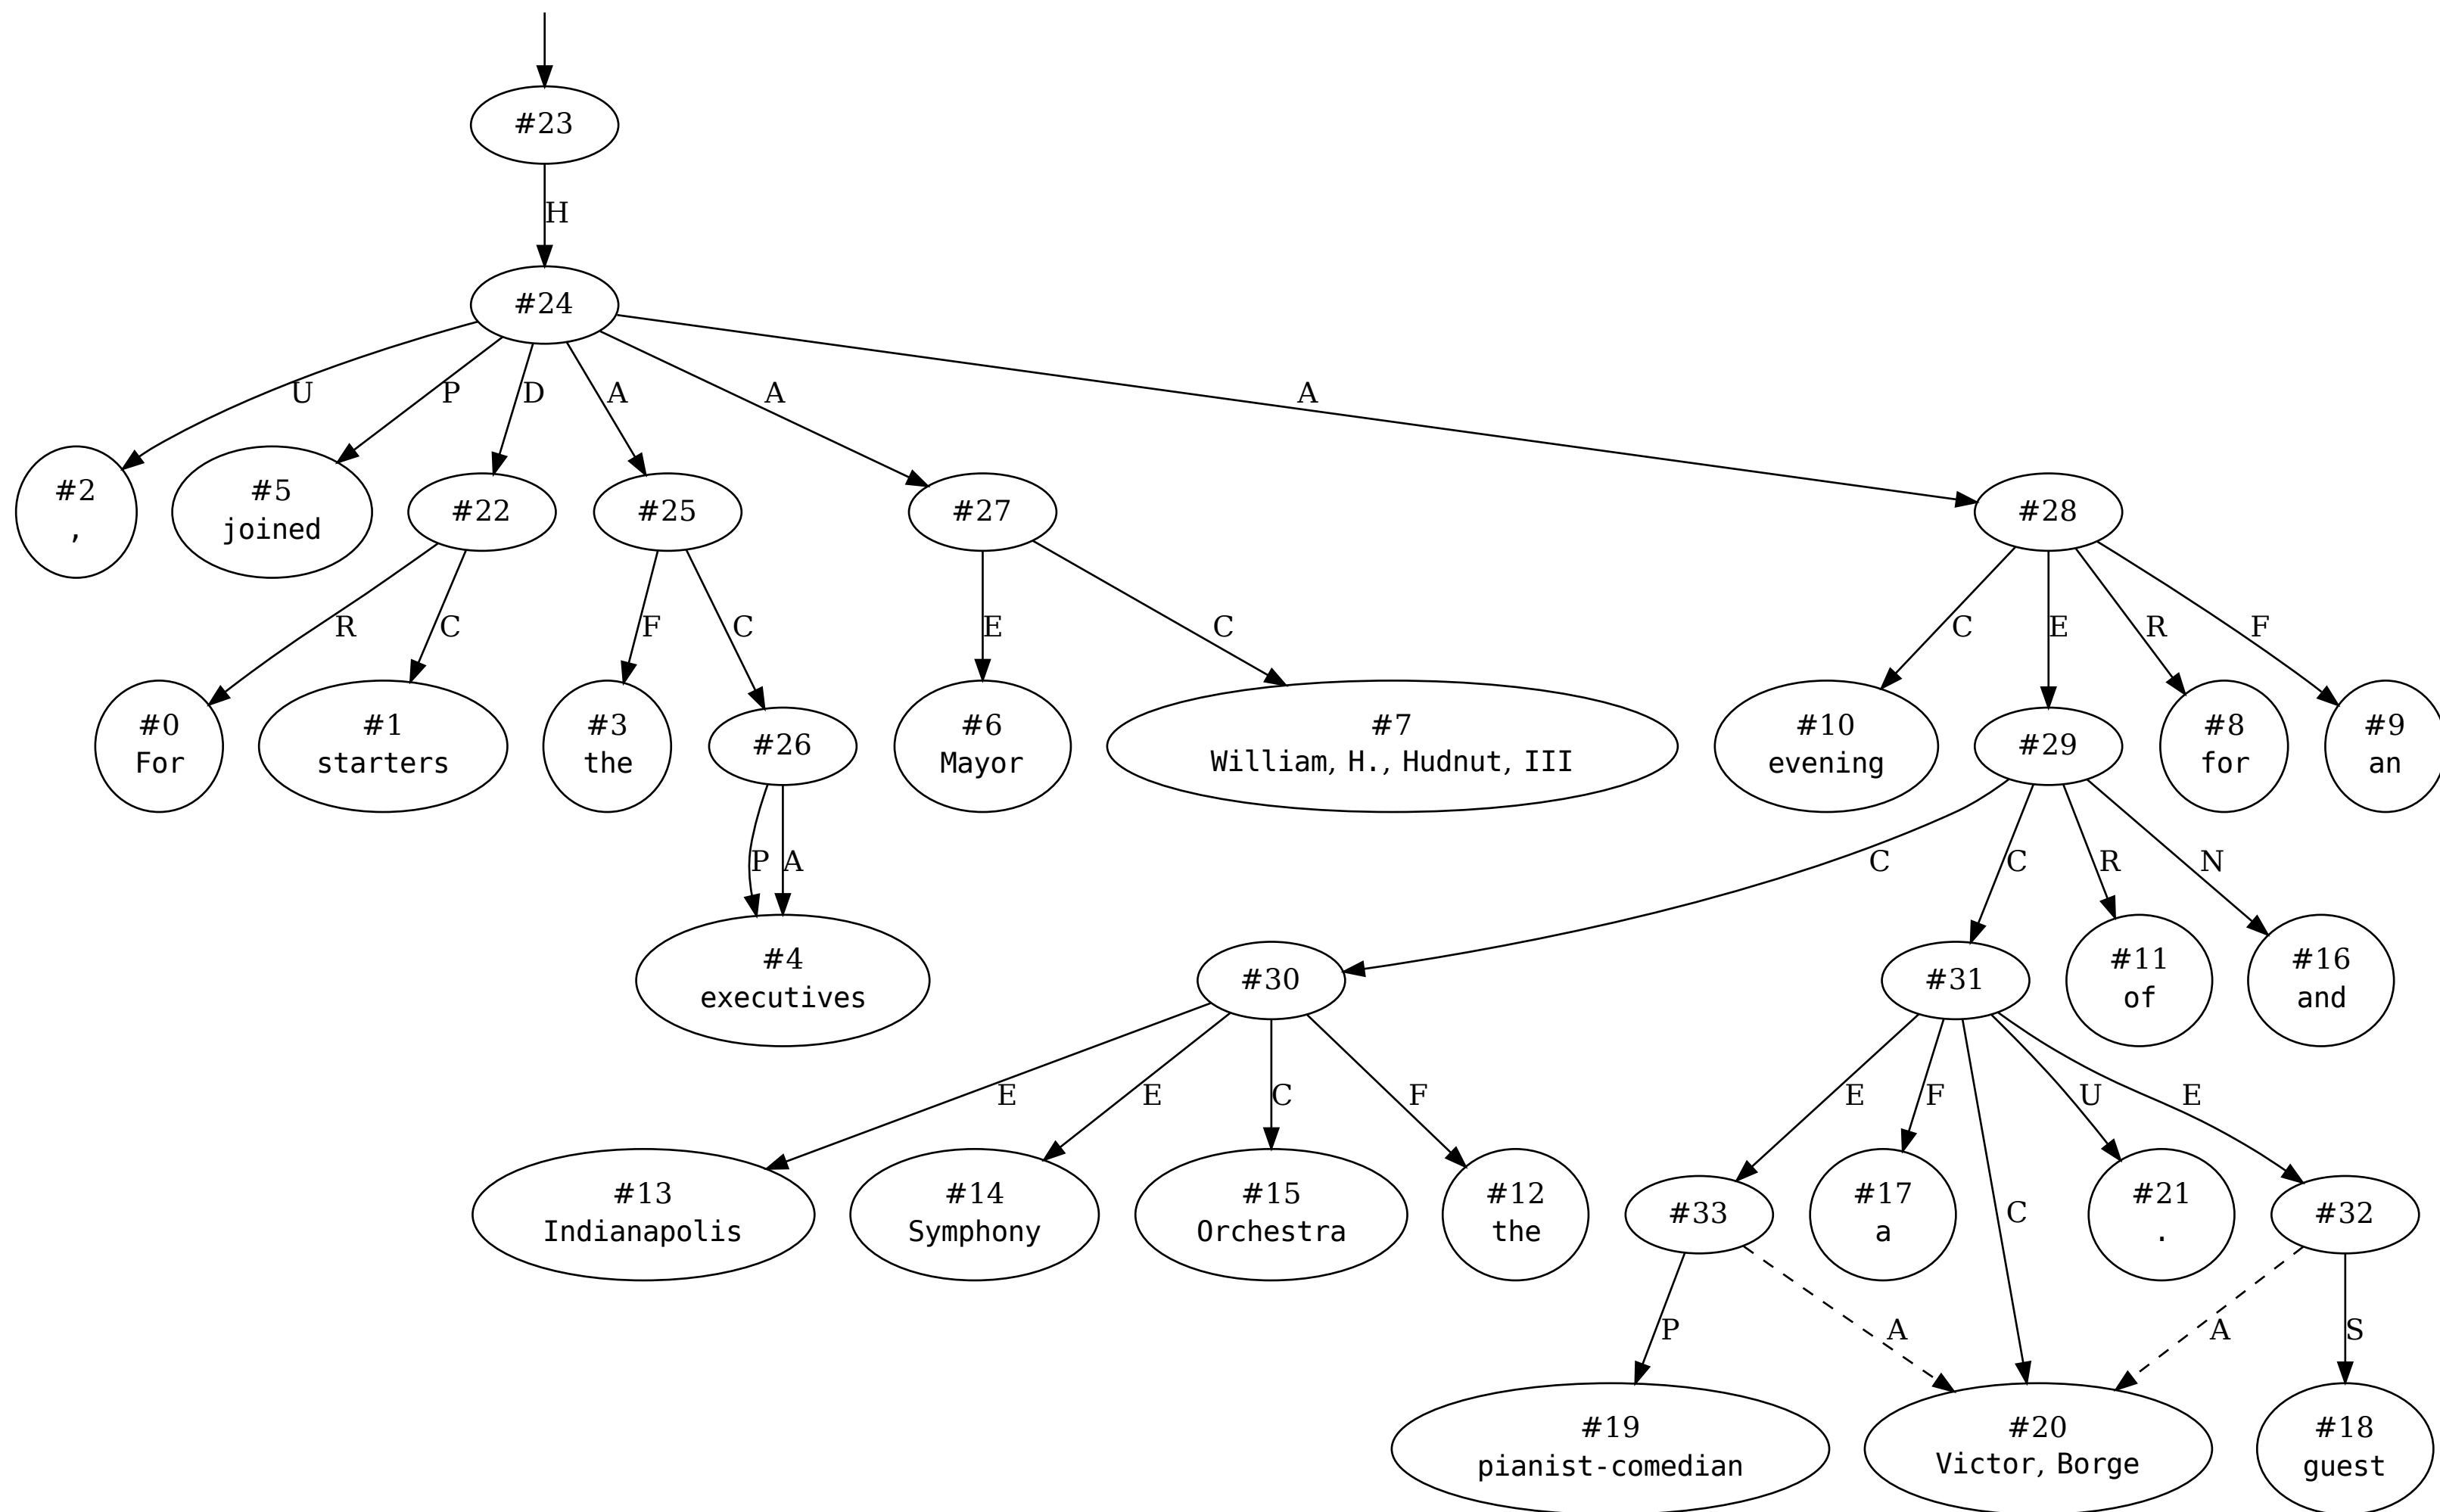 #23
H
#24
U P D A A A
#2
,
#5
joined
#22
#25
#27
#28
R C F C E C C E R F
#0
For
#1
starters
#3
the
#26
#6
Mayor
#7
William, H., Hudnut, III
#10
evening
#29
#8
for
#9
an
P A C C R N
#4
executives
#30
#31
#11
of
#16
and
E E C F E F C U E
#13
Indianapolis
#14
Symphony
#15
Orchestra
#12
the
#33
#17
a
#21
.
#32
P A A S
#19
pianist-comedian
#20
Victor, Borge
#18
guest